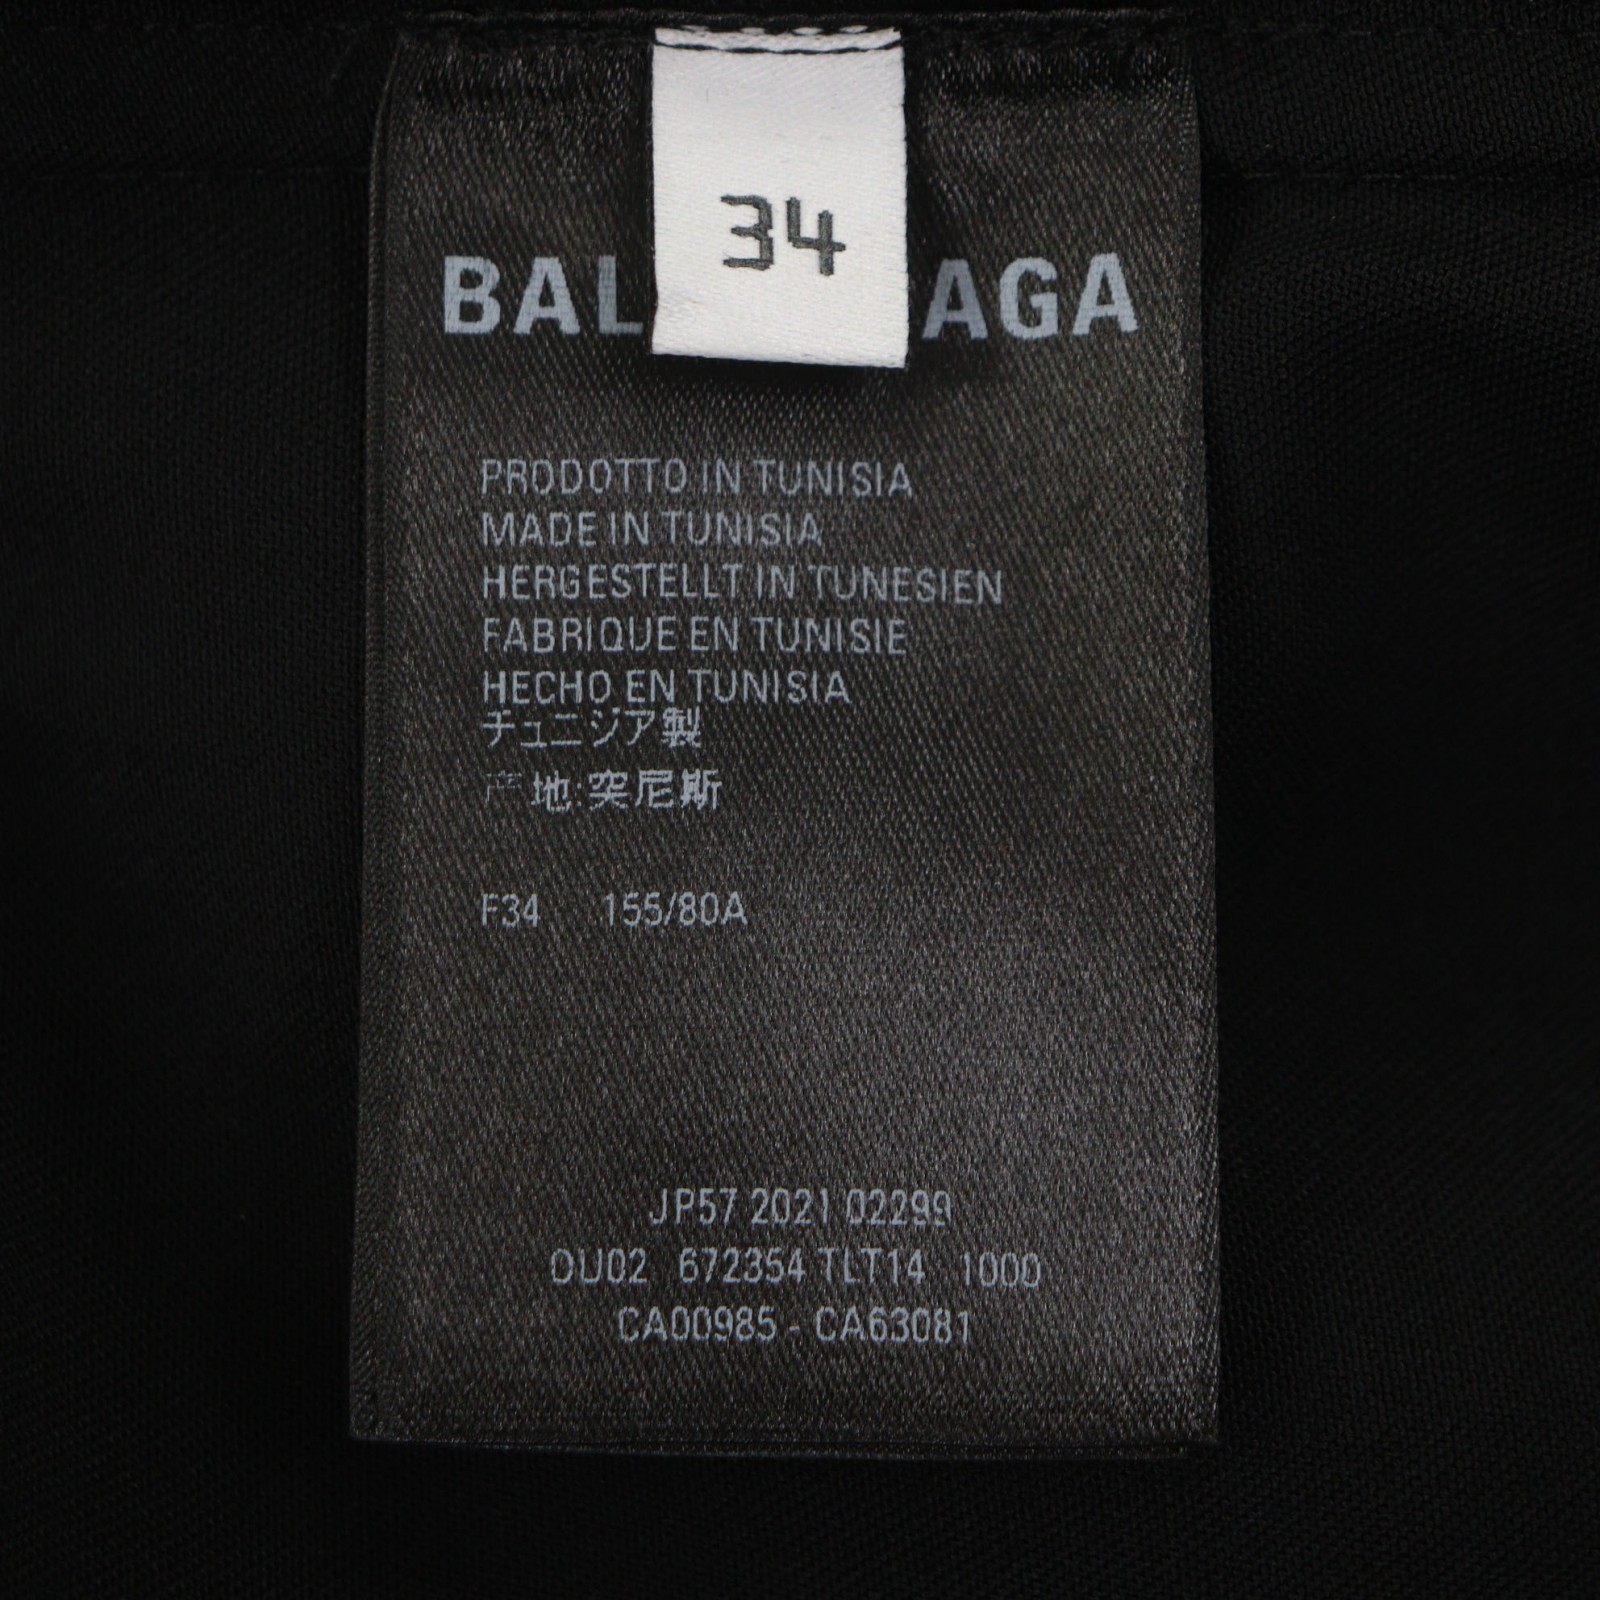 34
BAL AGA
PRODOTTO IN TUNISIA
MADE IN TUNISIA
HERGESTELLT IN TUNESIEN
FABRIQUE EN TUNISIE
HECHO EN TUNISIA
チュニジア製
产地:突尼斯
F34 155/80A
JP57 2021 02299
OU02 672354 TLT14 1000
CA00985 - CA63081